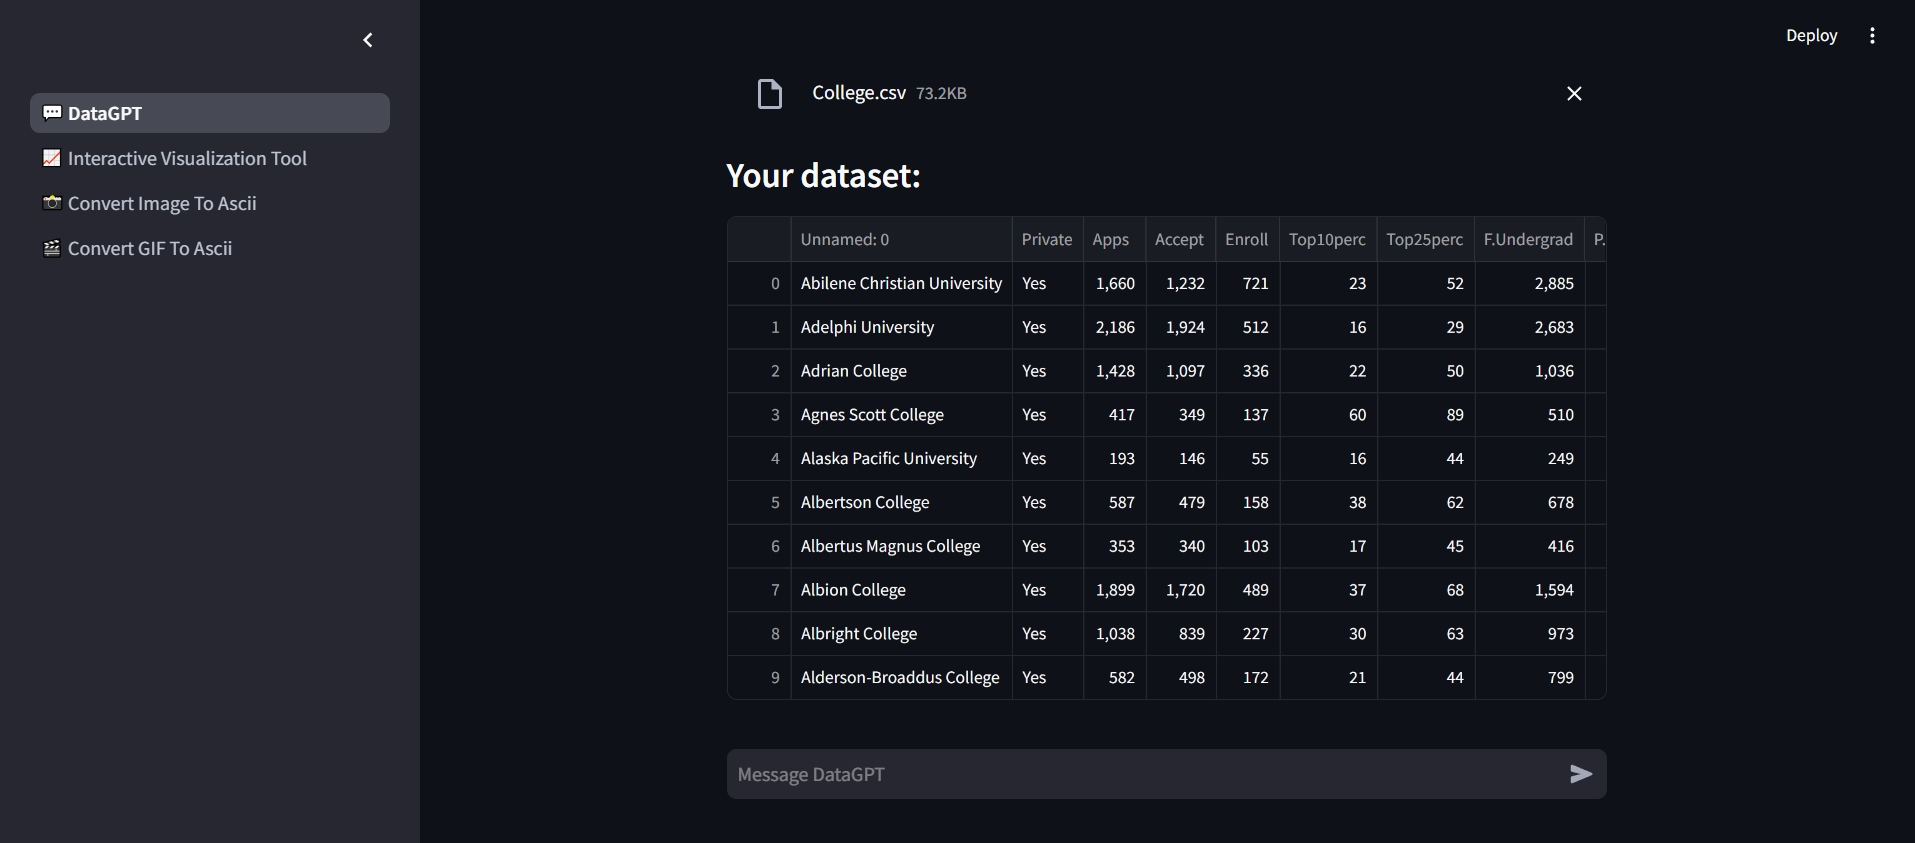 Deploy
DataGPT
Interactive Visualization Tool
Convert Image To Ascii
Convert GIF To Ascii
College.csv 73.2KB
Your dataset:
Unnamed: 0 Private Apps Accept Enroll Top10perc Top25perc F.Undergrad P.
0 Abilene Christian University Yes 1,660 1,232 721 23 52 2,885
1 Adelphi University Yes 2,186 1,924 512 16 29 2,683
2 Adrian College Yes 1,428 1,097 336 22 50 1,036
3 Agnes Scott College Yes 417 349 137 60 89 510
4 Alaska Pacific University Yes 193 146 55 16 44 249
5 Albertson College Yes 587 479 158 38 62 678
6 Albertus Magnus College Yes 353 340 103 17 45 416
7 Albion College Yes 1,899 1,720 489 37 68 1,594
8 Albright College Yes 1,038 839 227 30 63 973
9 Alderson-Broaddus College Yes 582 498 172 21 44 799
Message DataGPT